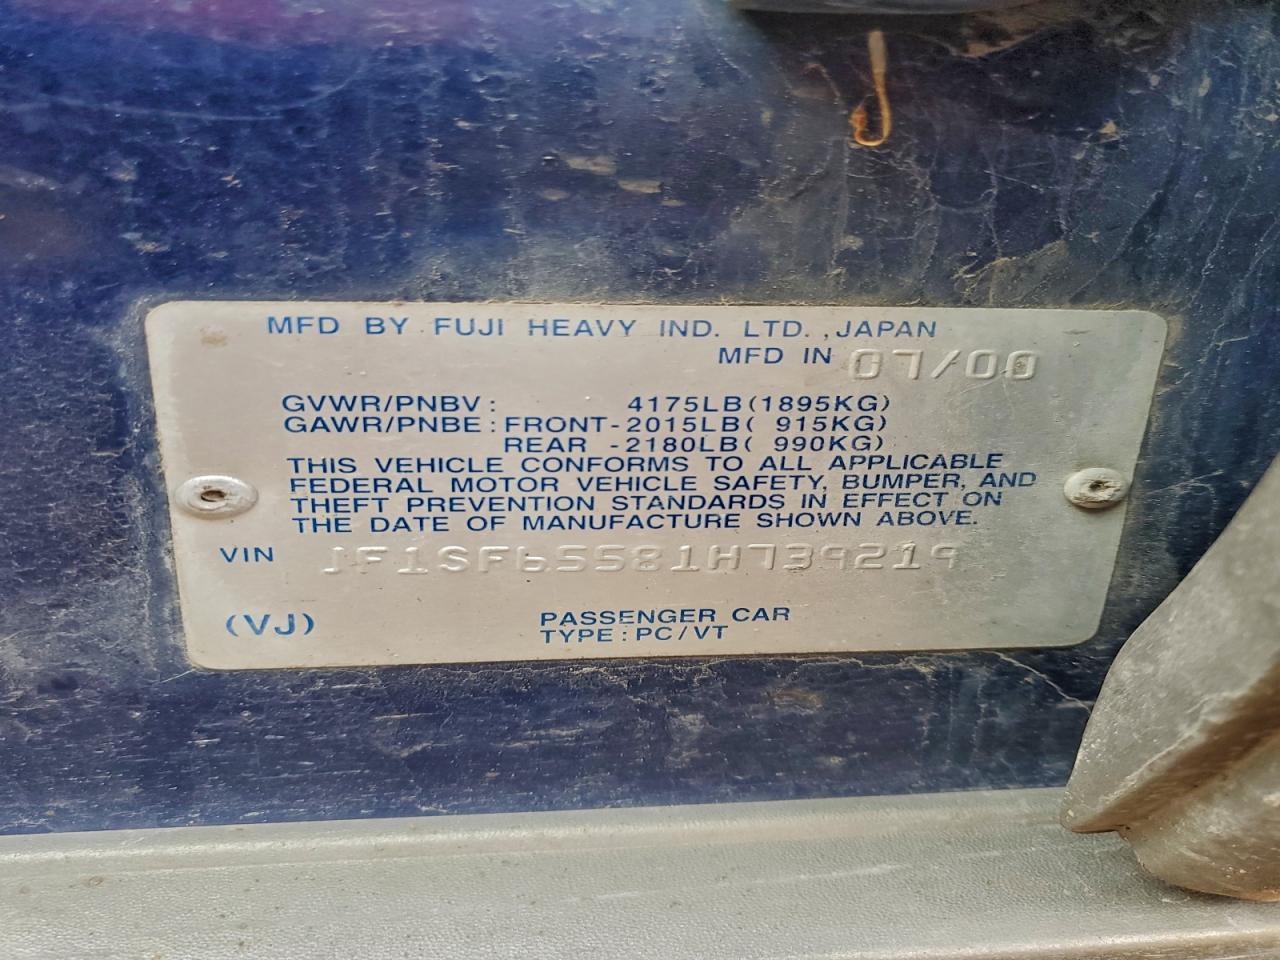 MFD BY FUJI HEAVY IND. LTD. , JAPAN
MFD IN 07/00
GVWR/PNBV : 4175LB(1895KG)
GAWR/PNBE : FRONT-2015LB( 915KG)
REAR -2180LB( 990KG)
THIS VEHICLE CONFORMS TO ALL APPLICABLE
FEDERAL MOTOR VEHICLE SAFETY, BUMPER, AND
THEFT PREVENTION STANDARDS IN EFFECT ON
THE DATE OF MANUFACTURE SHOWN ABOVE.
VIN JF1SF65581H739219
(VJ) PASSENGER CAR
TYPE : PC/VT